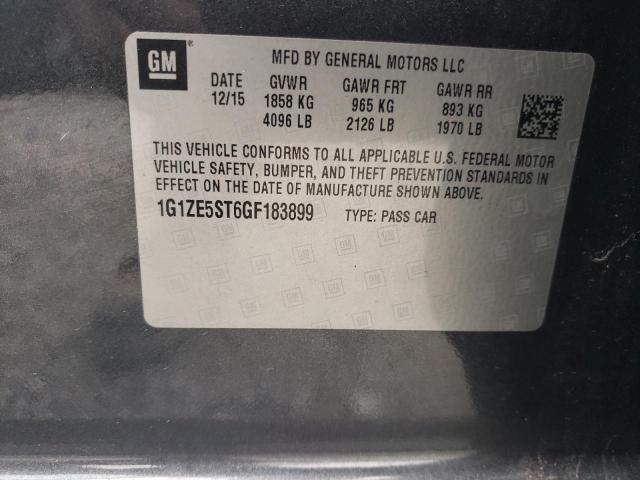 GM
MFD BY GENERAL MOTORS LLC
DATE GVWR GAWR FRT GAWR RR
12/15 1858 KG 965 KG 893 KG
4096 LB 2126 LB 1970 LB
THIS VEHICLE CONFORMS TO ALL APPLICABLE U.S. FEDERAL MOTOR
VEHICLE SAFETY, BUMPER, AND THEFT PREVENTION STANDARDS IN
EFFECT ON THE DATE OF MANUFACTURE SHOWN ABOVE.
1G1ZE5ST6GF183899 TYPE: PASS CAR